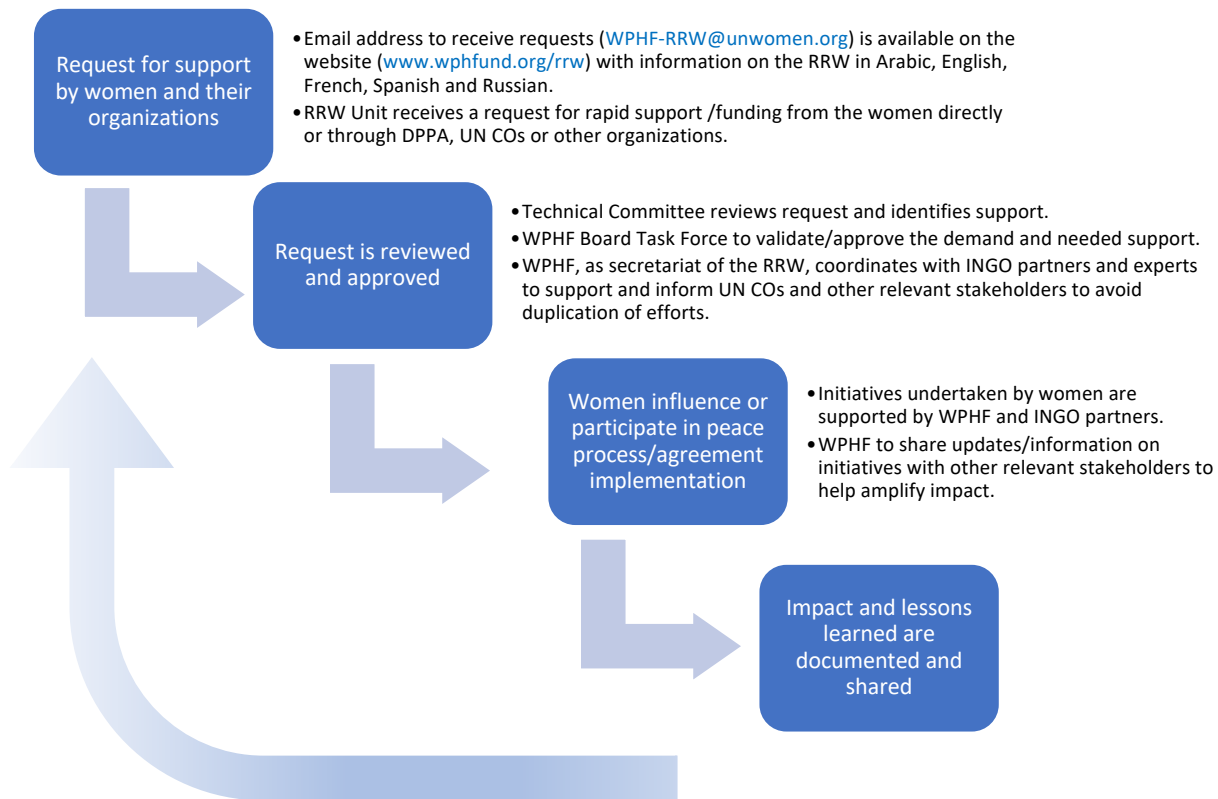 Request for support
by women and their
organizations
•Email address to receive requests (WPHF-RRW@unwomen.org) is available on the
website (www.wphfund.org/rrw) with information on the RRW in Arabic, English,
French, Spanish and Russian.
•RRW Unit receives a request for rapid support /funding from the women directly
or through DPPA, UN COs or other organizations.
Request is reviewed
and approved
•Technical Committee reviews request and identifies support.
•WPHF Board Task Force to validate/approve the demand and needed support.
•WPHF, as secretariat of the RRW, coordinates with INGO partners and experts
to support and inform UN COs and other relevant stakeholders to avoid
duplication of efforts.
Women influence or
participate in peace
process/agreement
implementation
•Initiatives undertaken by women are
supported by WPHF and INGO partners.
•WPHF to share updates/information on
initiatives with other relevant stakeholders to
help amplify impact.
Impact and lessons
learned are
documented and
shared